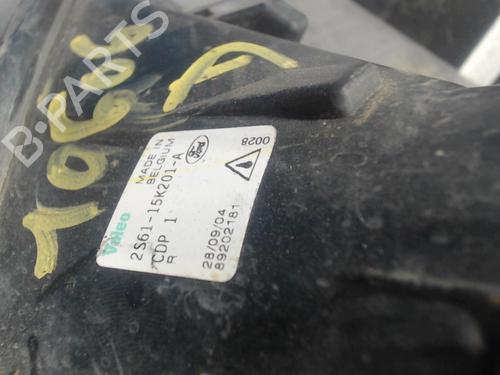 B-PARTS
Valeo
MADE IN
BELGIUM
2S61-15K201-A
CDP 1
R
Ford
0028
28/09/04
89202181